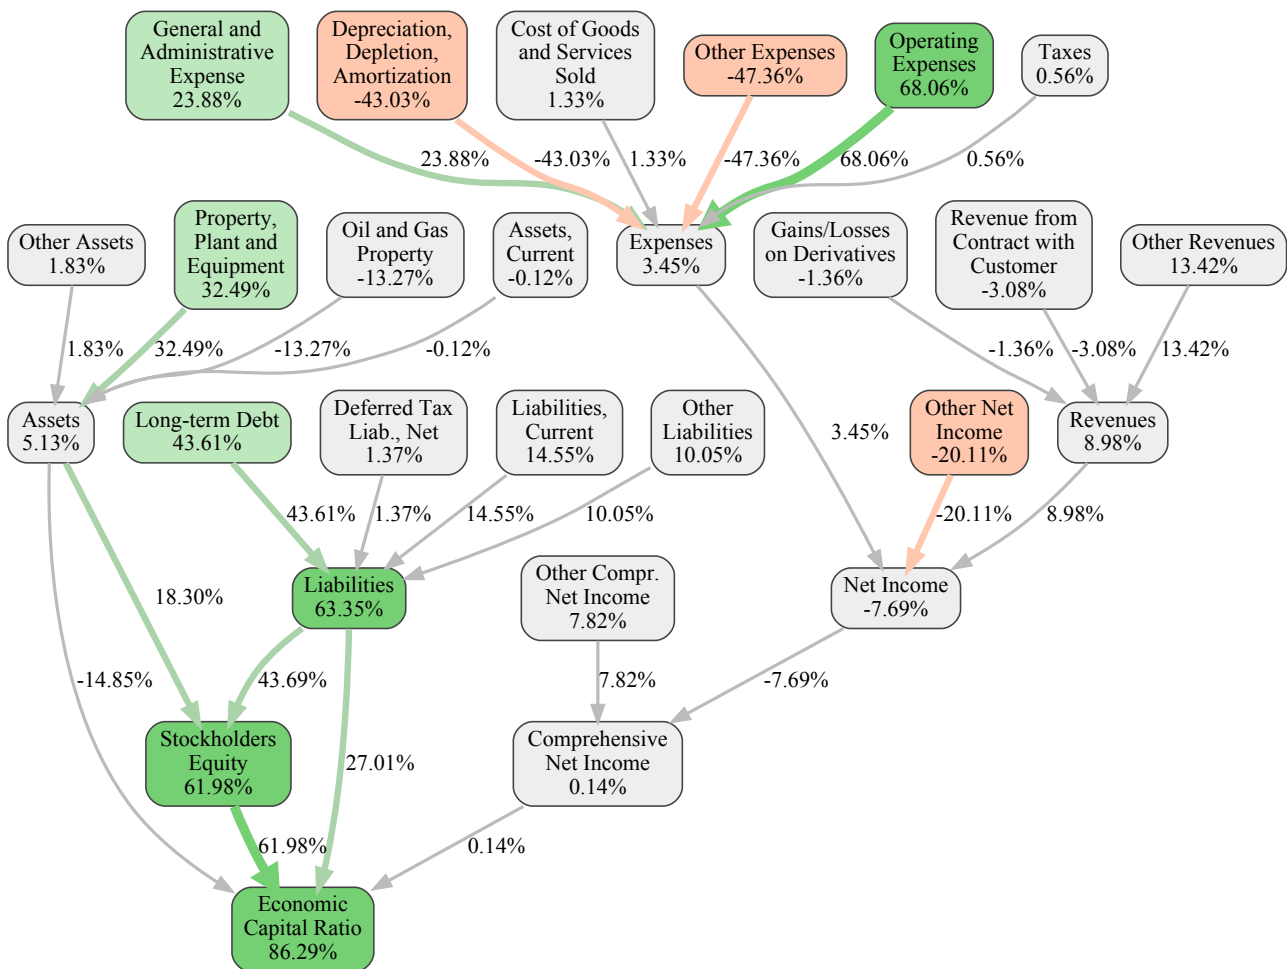 General and
Administrative
Expense
23.88%
Depreciation,
Depletion,
Amortization
-43.03%
Cost of Goods
and Services
Sold
1.33%
Other Expenses
-47.36%
Operating
Expenses
68.06%
Taxes
0.56%
23.88%
-43.03%
1.33%
-47.36%
68.06%
0.56%
Other Assets
1.83%
Property,
Plant and
Equipment
32.49%
Oil and Gas
Property
-13.27%
Assets,
Current
-0.12%
Expenses
3.45%
Gains/Losses
on Derivatives
-1.36%
Revenue from
Contract with
Customer
-3.08%
Other Revenues
13.42%
1.83%
32.49%
-13.27%
-0.12%
-1.36%
-3.08%
13.42%
Assets
5.13%
Long-term Debt
43.61%
Deferred Tax
Liab., Net
1.37%
Liabilities,
Current
14.55%
Other
Liabilities
10.05%
3.45%
Other Net
Income
-20.11%
Revenues
8.98%
43.61%
1.37%
14.55%
10.05%
-20.11%
8.98%
18.30%
Liabilities
63.35%
Other Compr.
Net Income
7.82%
Net Income
-7.69%
-14.85%
43.69%
7.82%
-7.69%
Stockholders
Equity
61.98%
27.01%
Comprehensive
Net Income
0.14%
61.98%
0.14%
Economic
Capital Ratio
86.29%